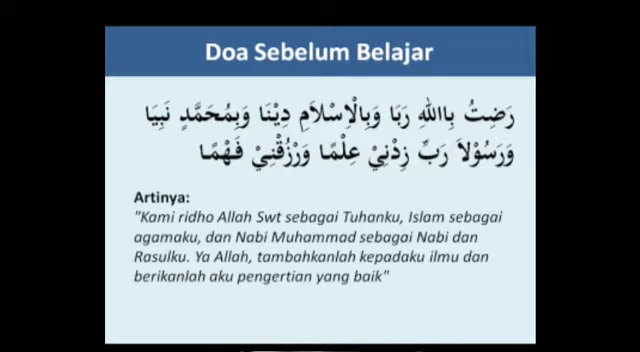 Doa Sebelum Belajar
رَضِتُ بِااللهِ رَبَا وَبِالْاِسْلاَمِ دِيْنَا وَبِمُحَمَّدٍ نَبِيَا
وَرَسُوْلاَ رَبِّ زِدْنِيْ عِلْمًا وَرْزُقْنِيْ فَهْمًا
Artinya:
"Kami ridho Allah Swt sebagai Tuhanku, Islam sebagai
agamaku, dan Nabi Muhammad sebagai Nabi dan
Rasulku. Ya Allah, tambahkanlah kepadaku ilmu dan
berikanlah aku pengertian yang baik"